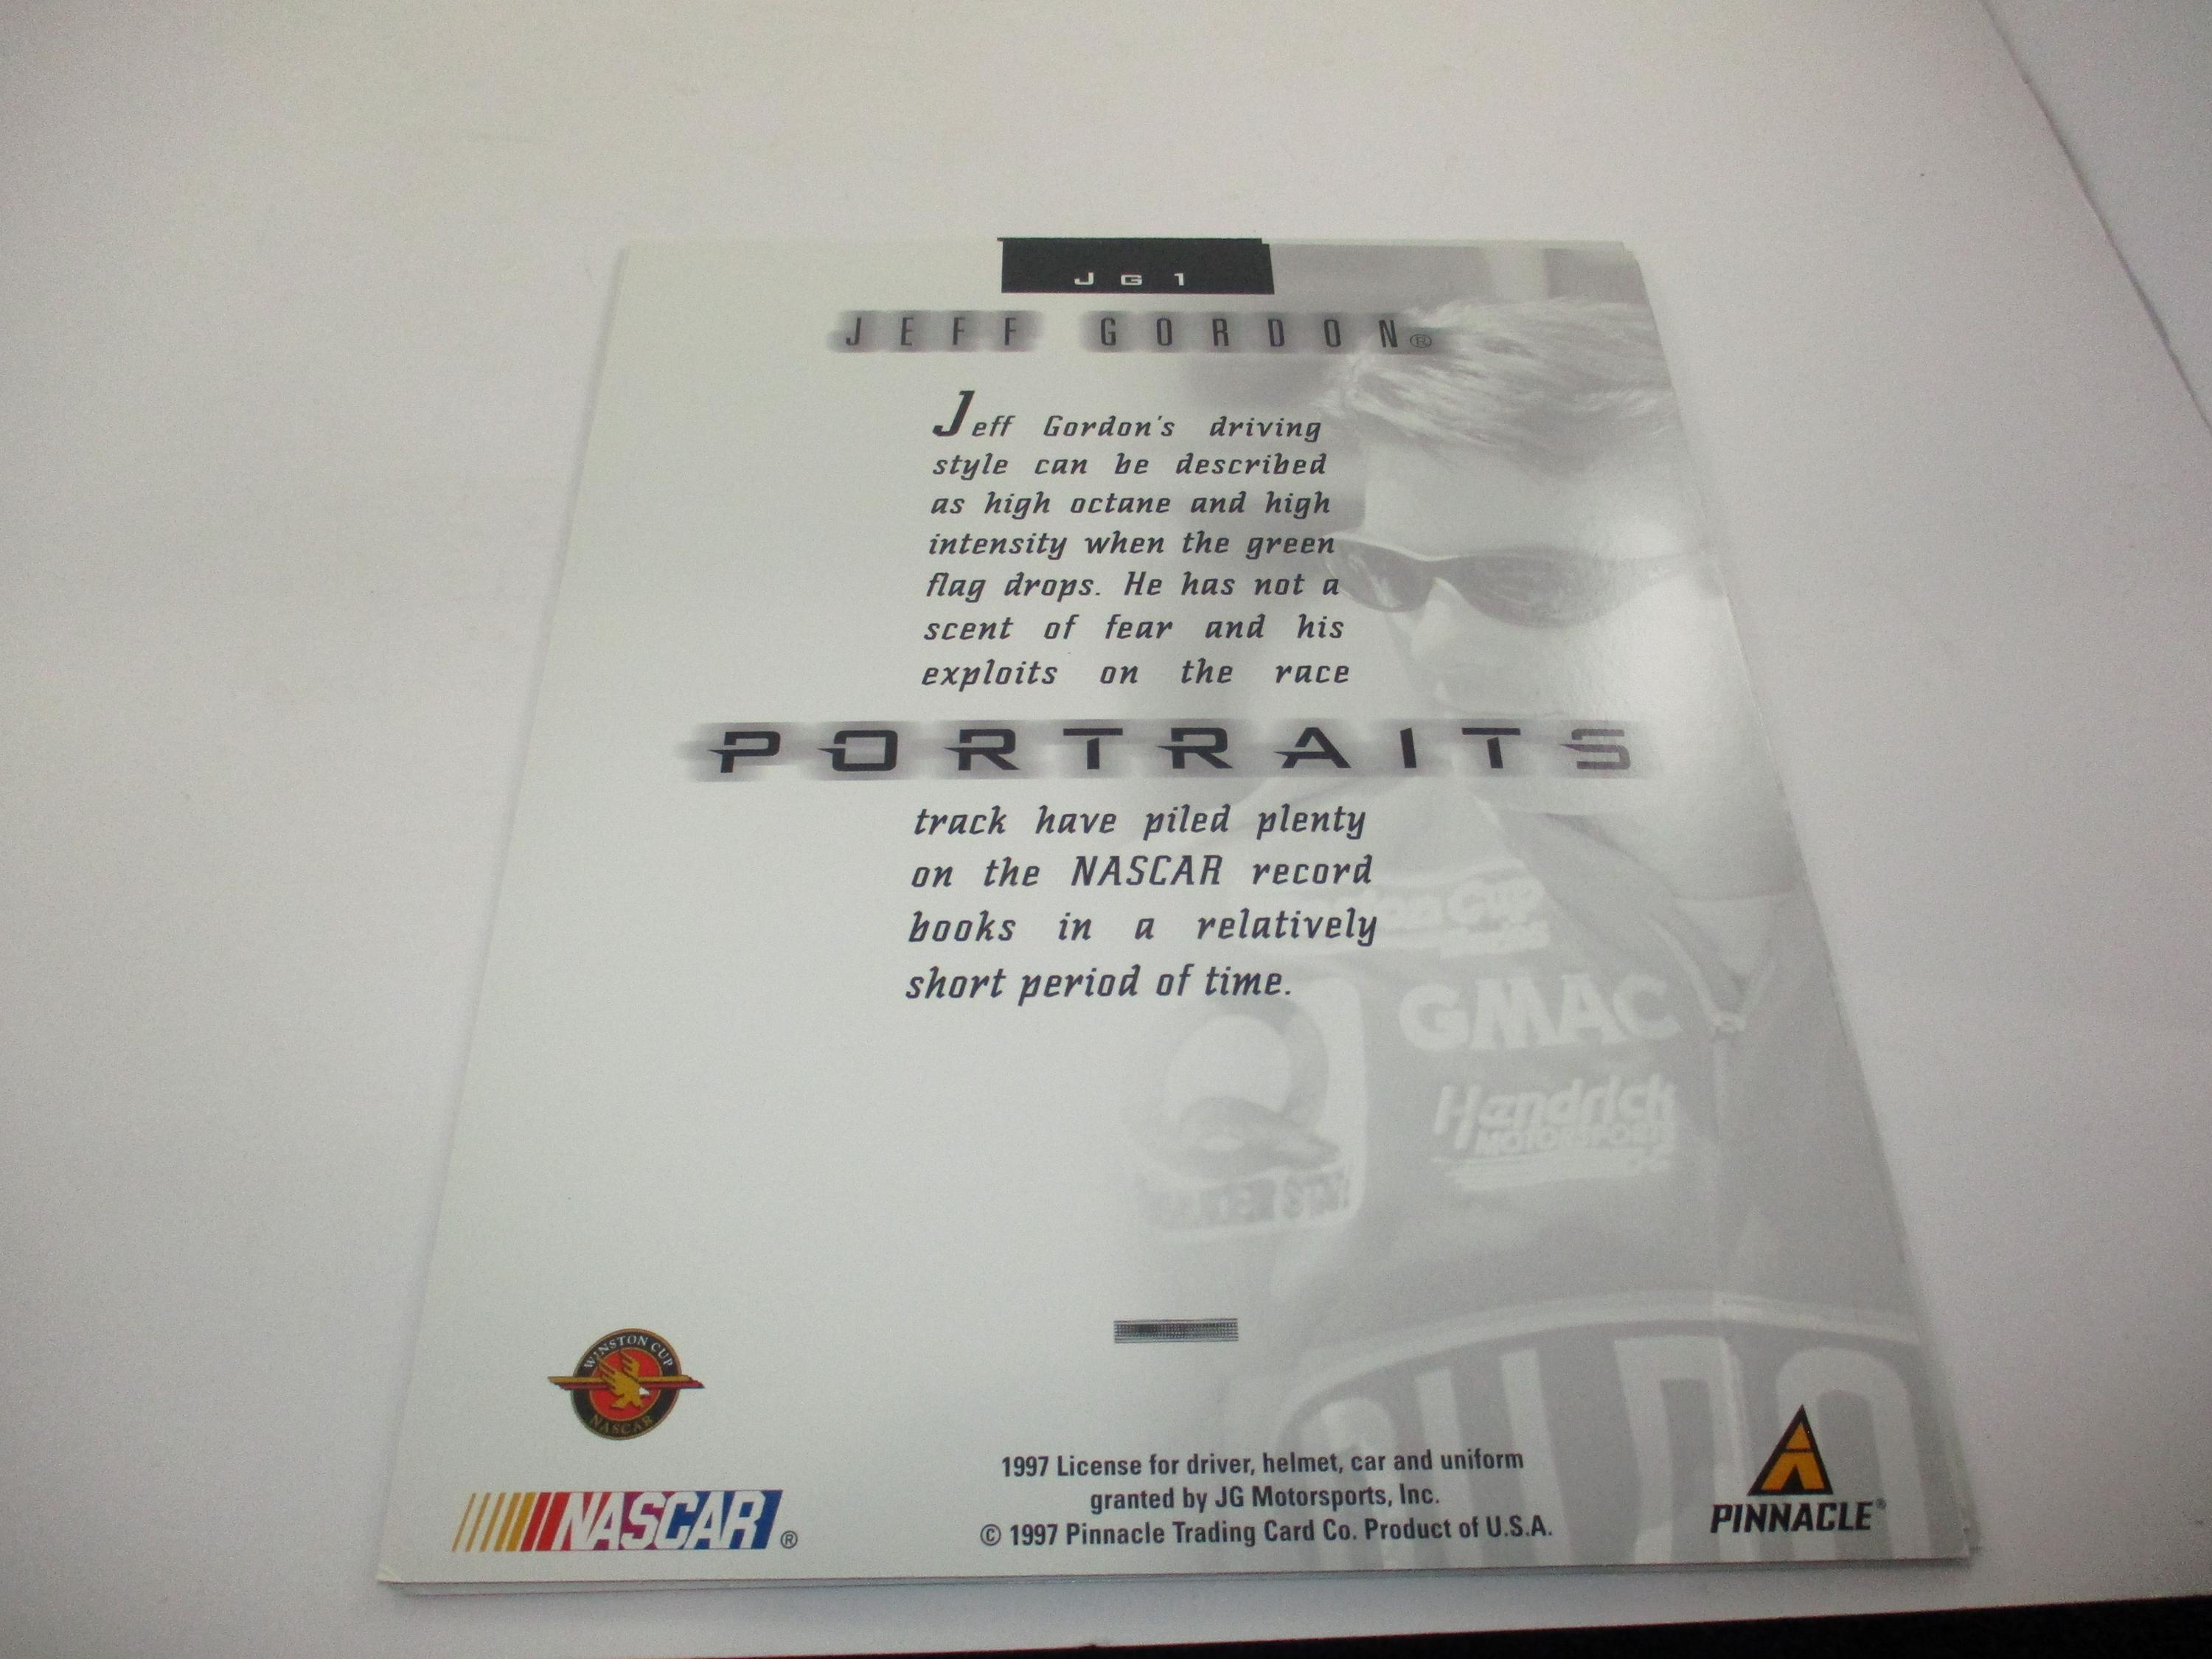 JG1
JEFF GORDON®
Jeff Gordon's driving
style can be described
as high octane and high
intensity when the green
flag drops. He has not a
scent of fear and his
exploits on the race
PORTRAITS
track have piled plenty
on the NASCAR record
books in a relatively
short period of time.
Cup
GMAC
Hendrick
MOTORSPORTS
WINSTON CUP
NASCAR
NASCAR®
1997 License for driver, helmet, car and uniform
granted by JG Motorsports, Inc.
© 1997 Pinnacle Trading Card Co. Product of U.S.A.
PINNACLE®